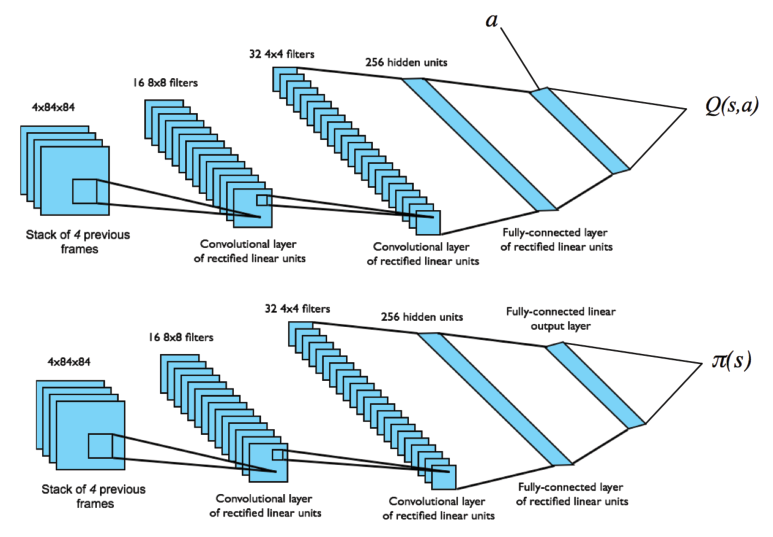 a
32 4x4 filters
256 hidden units
16 8x8 filters
4x84x84
Q(s,a)
Stack of 4 previous
frames
Convolutional layer
of rectified linear units
Convolutional layer
of rectified linear units
Fully-connected layer
of rectified linear units
32 4x4 filters
256 hidden units
Fully-connected linear
output layer
16 8x8 filters
4x84x84
π(s)
Stack of 4 previous
frames
Convolutional layer
of rectified linear units
Convolutional layer
of rectified linear units
Fully-connected layer
of rectified linear units